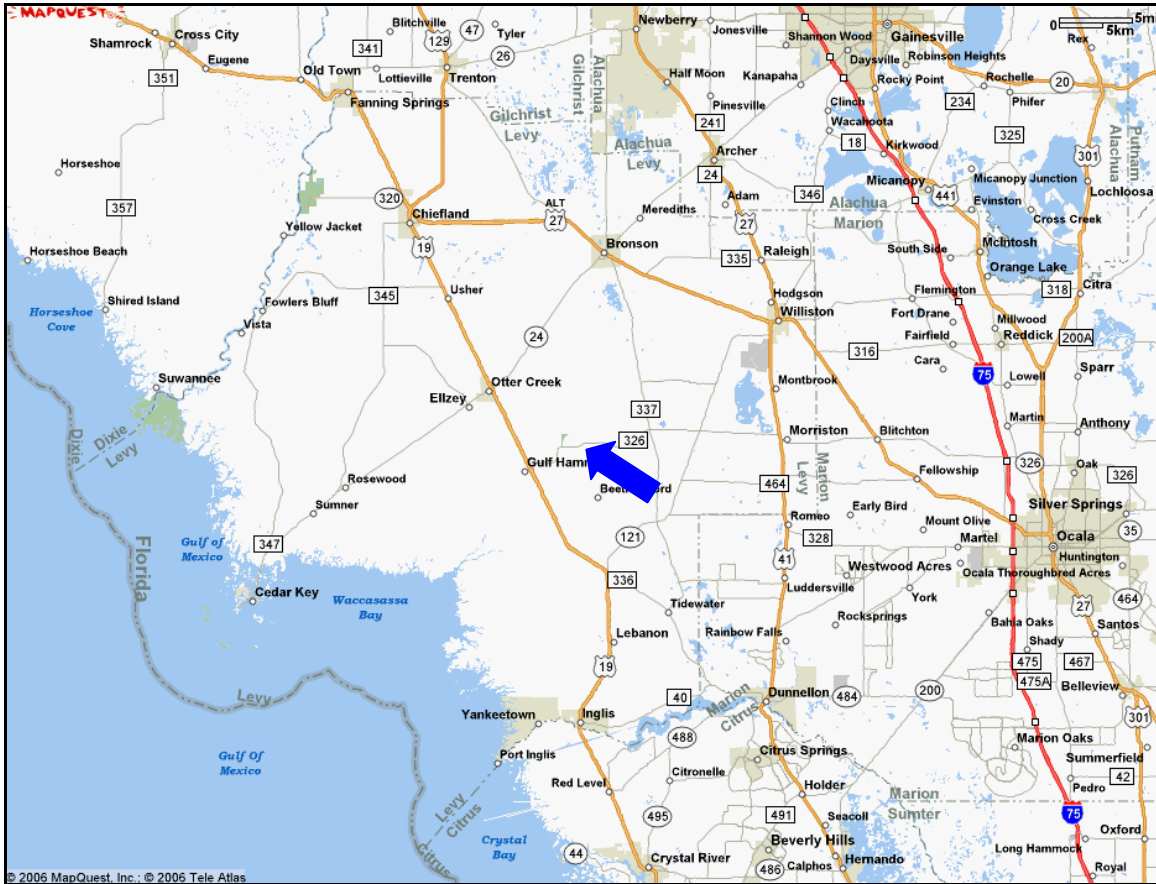 MAPQUEST
Blitchville
47
Tyler
Newberry
Jonesville
Shannon Wood
Gainesville
0 5mi
5km
Rex
Shamrock
Cross City
341
129
26
Daysville
Robinson Heights
Eugene
351
Old Town
Lottieville
Trenton
Half Moon
Kanapaha
Rocky Point
Rochelle
20
Fanning Springs
Gilchrist
Alachua
Pinesville
Clinch
234
Phifer
Gilchrist
Levy
241
Wacahoota
325
Alachua
Putnam
Alachua
Levy
Archer
18
Kirkwood
301
Horseshoe
24
Micanopy
Micanopy Junction
Lochloosa
357
320
Chiefland
ALT
27
Merediths
Adam
346
441
Evinston
Cross Creek
Alachua
Marion
Yellow Jacket
19
27
Bronson
335
Raleigh
South Side
McIntosh
Horseshoe Beach
Orange Lake
Shired Island
Fowlers Bluff
345
Usher
Hodgson
Flemington
318
Citra
Horseshoe
Cove
Vista
24
Williston
Fort Drane
Millwood
Fairfield
Reddick
200A
316
Cara
Suwannee
Otter Creek
Montbrook
75
Lowell
Sparr
Ellzey
337
Martin
Anthony
Dixie
Dixie
Levy
326
Morriston
Blitchton
Gulf
Marion
Levy
326
Oak
326
Rosewood
464
Fellowship
Sumner
Early Bird
Silver Springs
Romeo
Mount Olive
35
Florida
Gulf of
Mexico
347
121
328
Martel
Ocala
Huntington
41
Westwood Acres
Ocala Thoroughbred Acres
Cedar Key
Waccasassa
Bay
336
Luddersville
York
464
Tidewater
Rocksprings
Bahia Oaks
27
Santos
Lebanon
Rainbow Falls
Shady
475
467
19
475A
Levy
40
Marion
Citrus
Dunnellon
484
200
Belleview
Yankeetown
Inglis
301
488
Port Inglis
Citrus Springs
Marion Oaks
Gulf Of
Mexico
Summerfield
Red Level
Citronelle
Holder
42
Pedro
Levy
Citrus
Marion
Sumter
495
491
Seacoll
75
Oxford
Crystal
Bay
Beverly Hills
Long Hammock
Citrus
44
Crystal River
486
Calphos
Hernando
Royal
© 2006 MapQuest, Inc.; © 2006 Tele Atlas